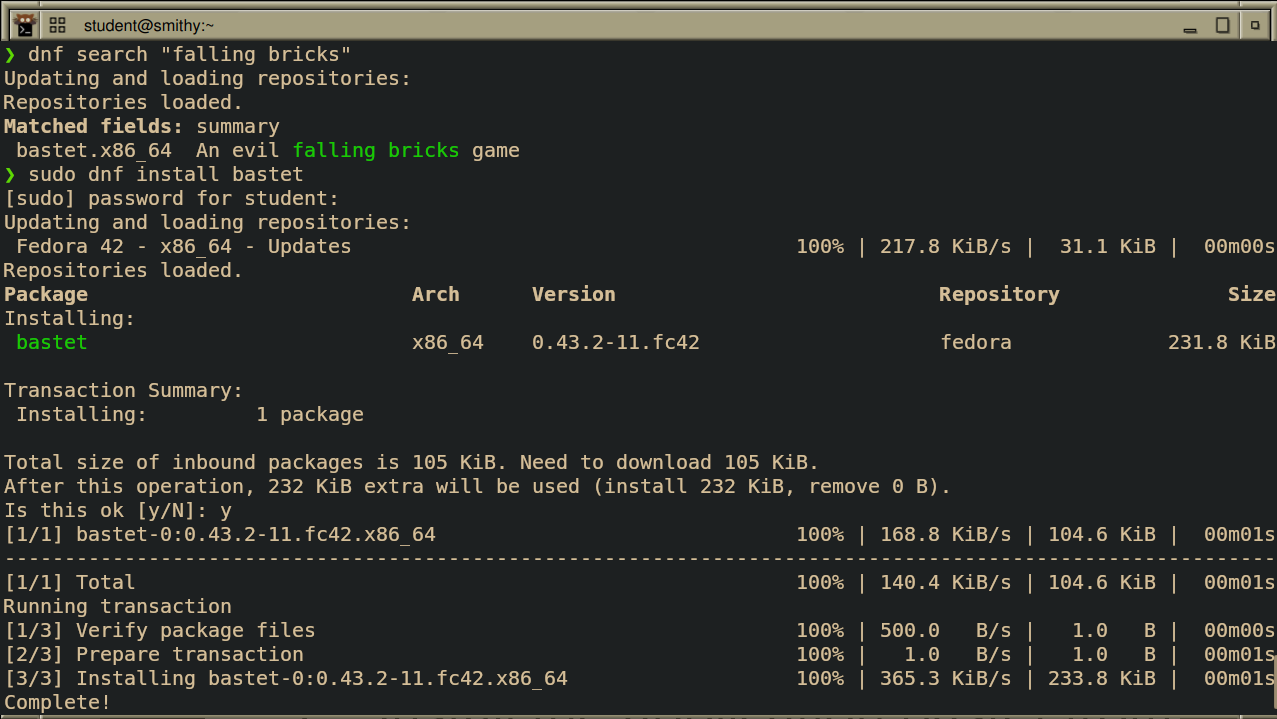 student@smithy:~
❯ dnf search "falling bricks"
Updating and loading repositories:
Repositories loaded.
Matched fields: summary
 bastet.x86_64  An evil falling bricks game
❯ sudo dnf install bastet
[sudo] password for student:
Updating and loading repositories:
 Fedora 42 - x86_64 - Updates                                     100% | 217.8 KiB/s |  31.1 KiB |  00m00s
Repositories loaded.
Package                           Arch      Version                           Repository              Size
Installing:
 bastet                           x86_64    0.43.2-11.fc42                    fedora             231.8 KiB

Transaction Summary:
 Installing:         1 package

Total size of inbound packages is 105 KiB. Need to download 105 KiB.
After this operation, 232 KiB extra will be used (install 232 KiB, remove 0 B).
Is this ok [y/N]: y
[1/1] bastet-0:0.43.2-11.fc42.x86_64                              100% | 168.8 KiB/s | 104.6 KiB |  00m01s
----------------------------------------------------------------------------------------------------------
[1/1] Total                                                       100% | 140.4 KiB/s | 104.6 KiB |  00m01s
Running transaction
[1/3] Verify package files                                        100% | 500.0   B/s |   1.0   B |  00m00s
[2/3] Prepare transaction                                         100% |   1.0   B/s |   1.0   B |  00m00s
[3/3] Installing bastet-0:0.43.2-11.fc42.x86_64                   100% | 365.3 KiB/s | 233.8 KiB |  00m01s
Complete!